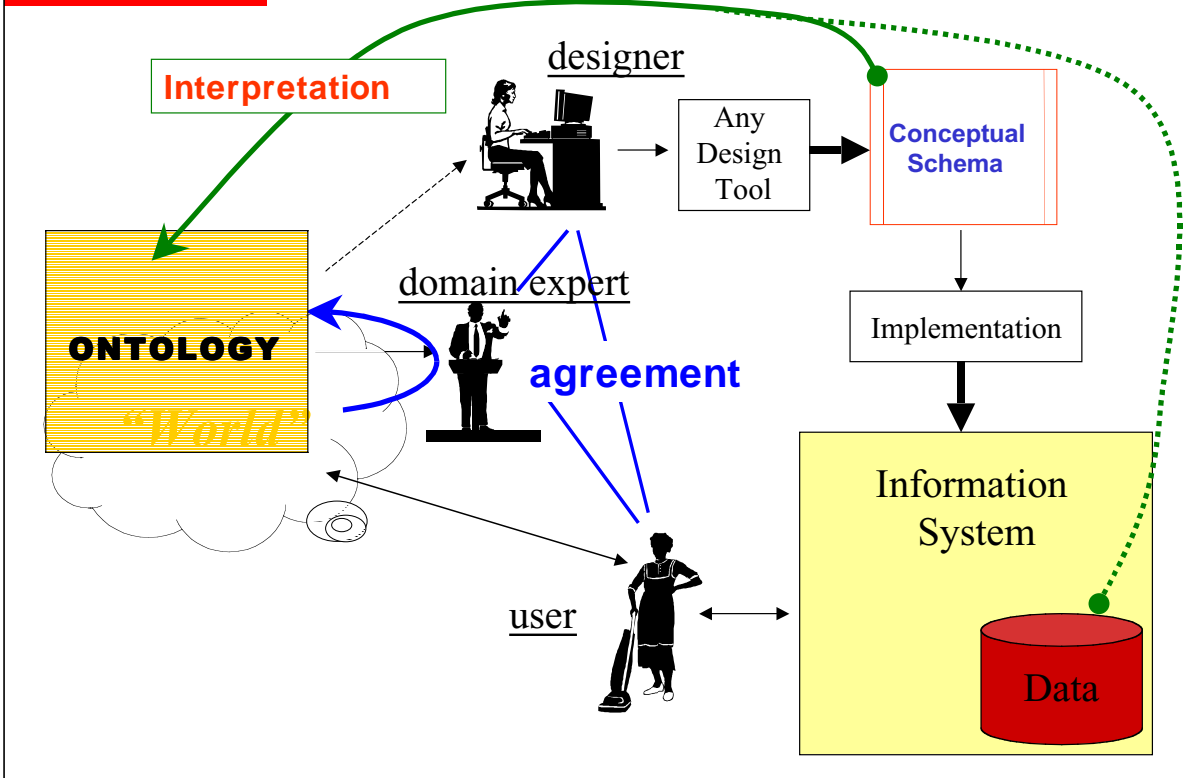 designer
Interpretation
Any
Design
Tool
Conceptual
Schema
domain expert
Implementation
ONTOLOGY
agreement
“World”
Information
System
user
Data